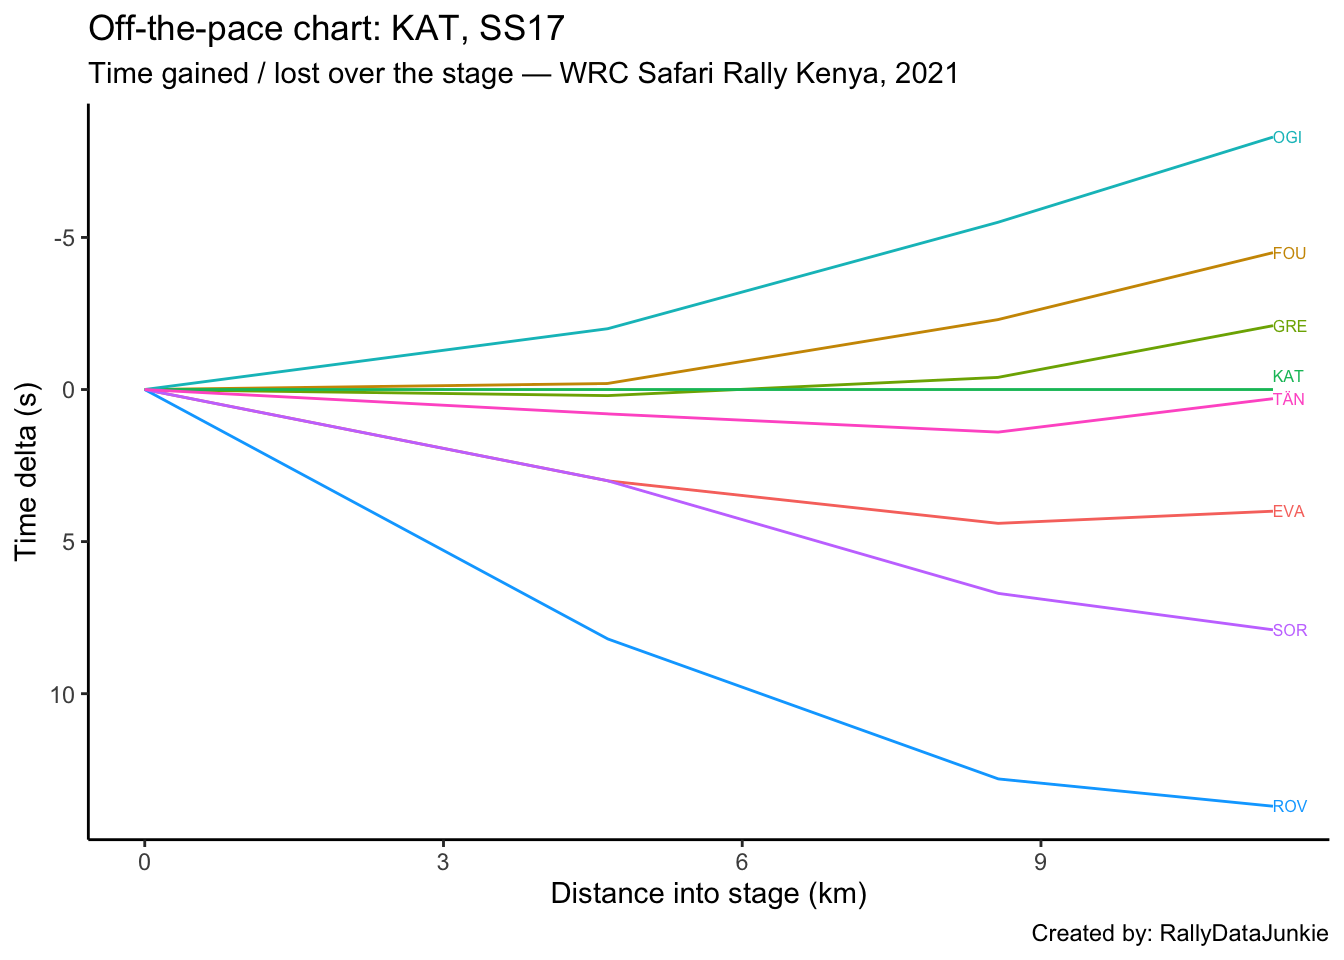 Off-the-pace chart: KAT, SS17
Time gained / lost over the stage — WRC Safari Rally Kenya, 2021
OGI
-5
FOU
GRE
KAT
0
TÄN
EVA
5
SOR
10
ROV
Time delta (s)
0 3 6 9
Distance into stage (km)
Created by: RallyDataJunkie